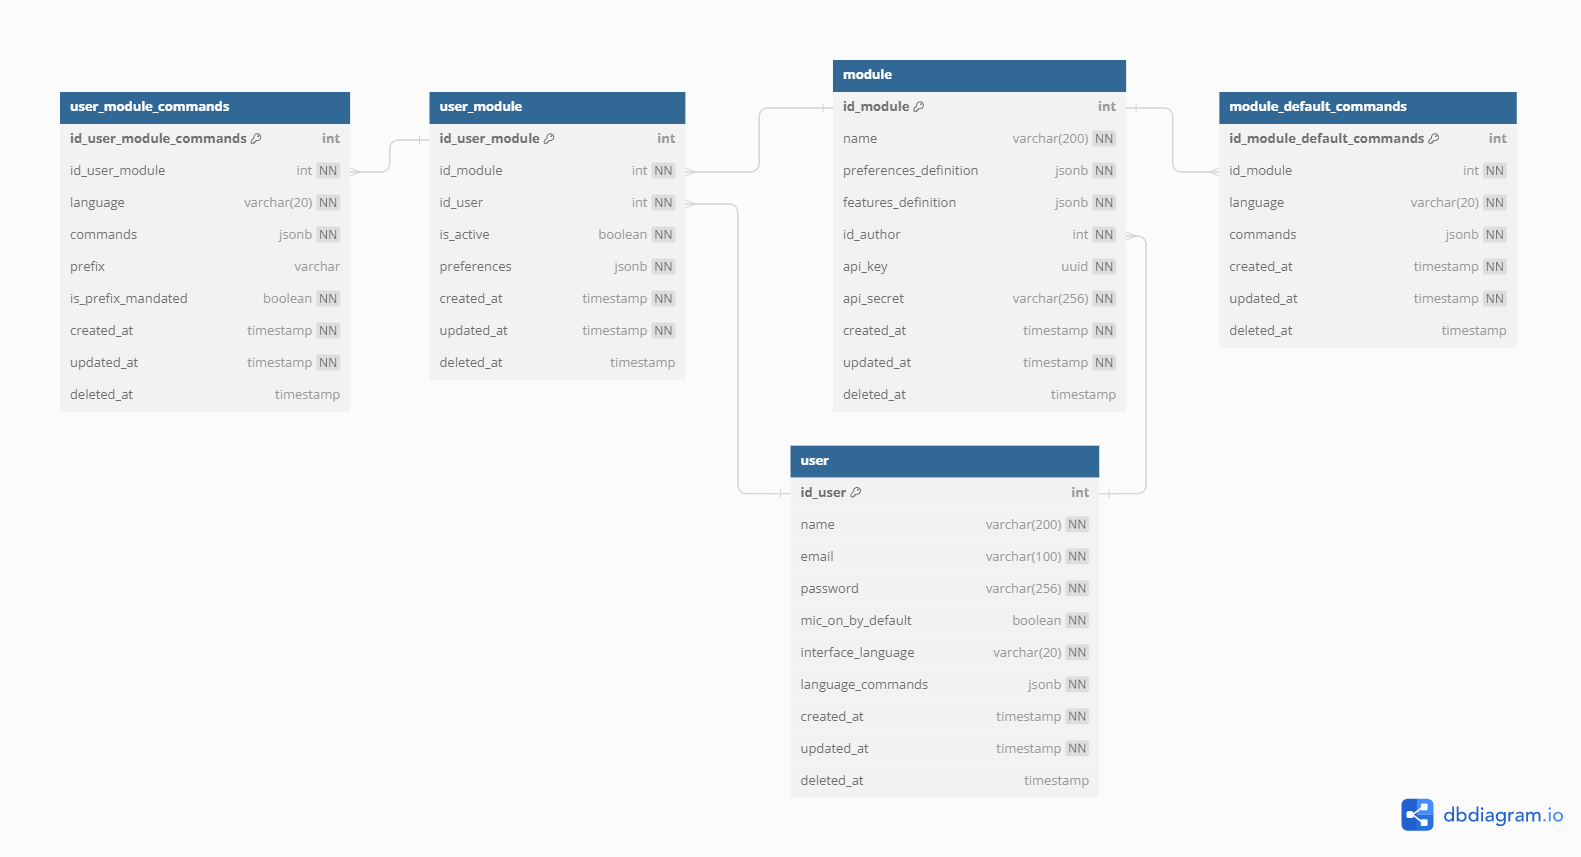 user_module_commands
id_user_module_commands int
id_user_module int NN
language varchar(20) NN
commands jsonb NN
prefix varchar
is_prefix_mandated boolean NN
created_at timestamp NN
updated_at timestamp NN
deleted_at timestamp
user_module
id_user_module int
id_module int NN
id_user int NN
is_active boolean NN
preferences jsonb NN
created_at timestamp NN
updated_at timestamp NN
deleted_at timestamp
module
id_module int
name varchar(200) NN
preferences_definition jsonb NN
features_definition jsonb NN
id_author int NN
api_key uuid NN
api_secret varchar(256) NN
created_at timestamp NN
updated_at timestamp NN
deleted_at timestamp
module_default_commands
id_module_default_commands int
id_module int NN
language varchar(20) NN
commands jsonb NN
created_at timestamp NN
updated_at timestamp NN
deleted_at timestamp
user
id_user int
name varchar(200) NN
email varchar(100) NN
password varchar(256) NN
mic_on_by_default boolean NN
interface_language varchar(20) NN
language_commands jsonb NN
created_at timestamp NN
updated_at timestamp NN
deleted_at timestamp
dbdiagram.io